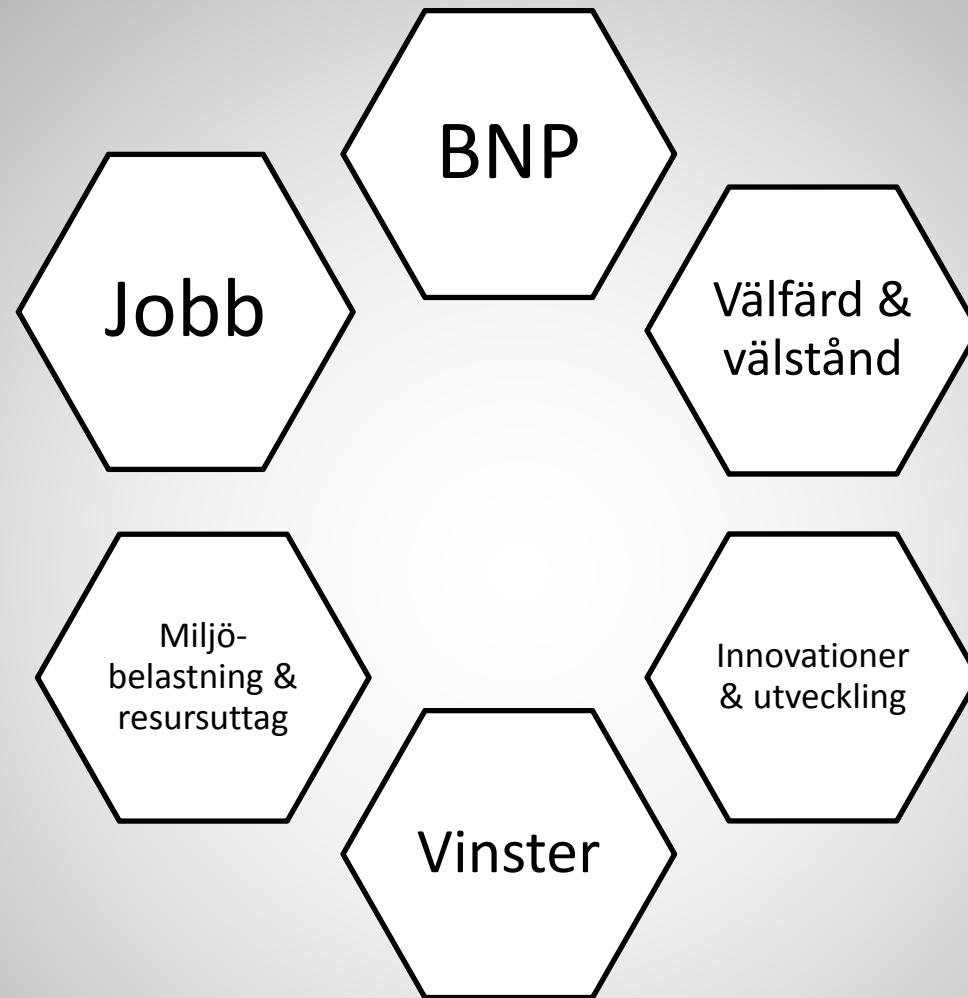 BNP
Jobb
Välfärd &
välstånd
Miljö-
belastning &
resursuttag
Innovationer
& utveckling
Vinster